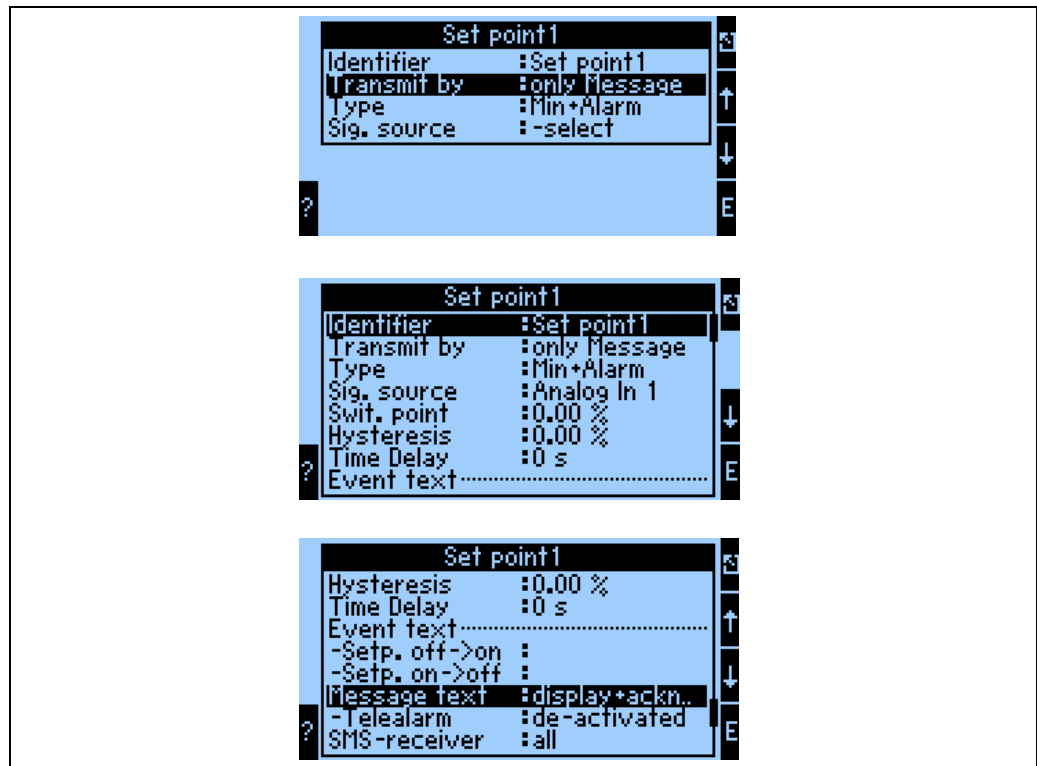 Set point1
Identifier :Set point1
Transmit by :only Message
Type :Min+Alarm
Sig. source :-select
↑
↓
? E
Set point1
Identifier :Set point1
Transmit by :only Message
Type :Min+Alarm
Sig. source :Analog In 1
Swit. point :0.00 %
Hysteresis :0.00 %
Time Delay :0 s
Event text
↓
? E
Set point1
Hysteresis :0.00 %
Time Delay :0 s
Event text
-Setp. off->on :
-Setp. on->off :
Message text :display+ackn..
-Telealarm :de-activated
SMS-receiver :all
↑
↓
? E